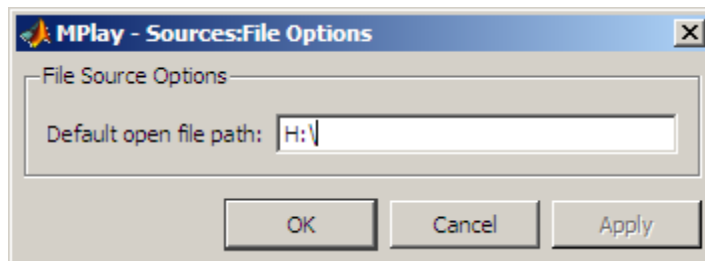 MPlay - Sources:File Options
File Source Options
Default open file path: H:\
OK Cancel Apply